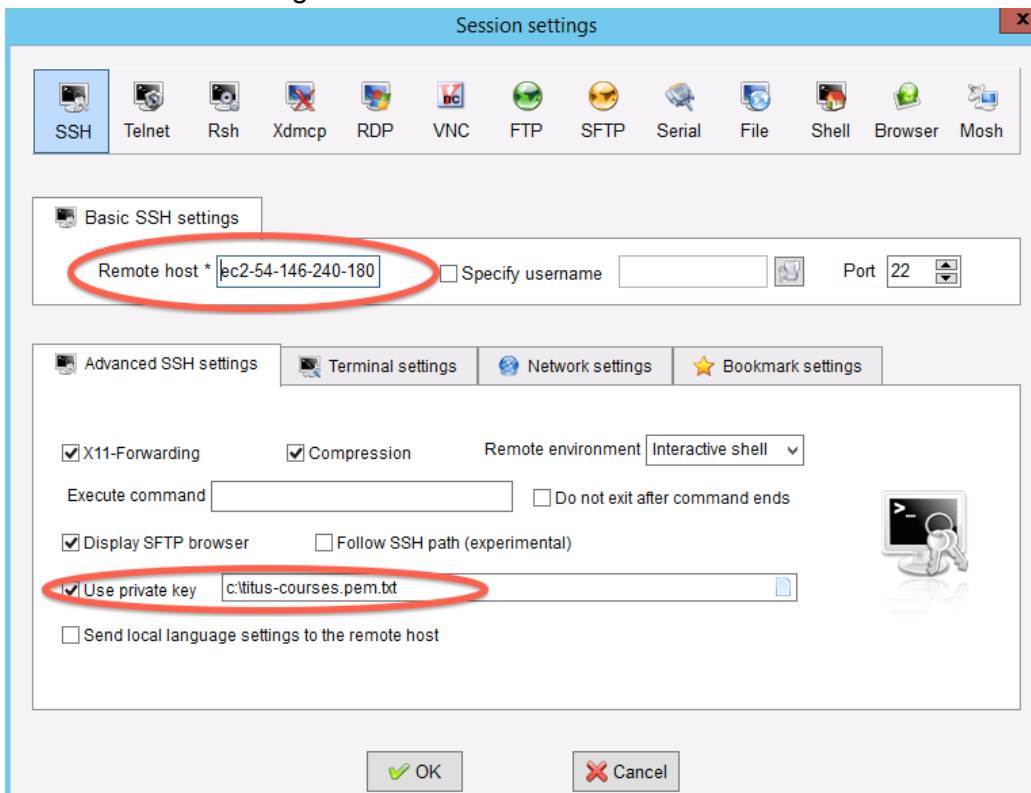 Session settings
x
SSH Telnet Rsh Xdmcp RDP VNC FTP SFTP Serial File Shell Browser Mosh
Basic SSH settings
Remote host * ec2-54-146-240-180 Specify username Port 22
Advanced SSH settings Terminal settings Network settings Bookmark settings
X11-Forwarding Compression Remote environment Interactive shell
Execute command Do not exit after command ends
Display SFTP browser Follow SSH path (experimental)
Use private key c:\titus-courses.pem.txt
Send local language settings to the remote host
OK Cancel